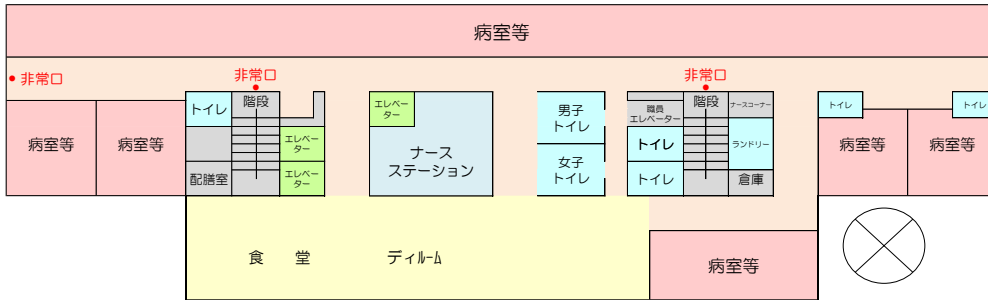 病室等
非常口
非常口
非常口
トイレ
階段
エレベー
ター
男子
トイレ
職員
エレベーター
階段
ナースコーナー
トイレ
トイレ
病室等
病室等
エレベー
ター
ナース
ステーション
トイレ
ランドリー
病室等
病室等
配膳室
エレベー
ター
女子
トイレ
トイレ
倉庫
食　堂
ディルーム
病室等